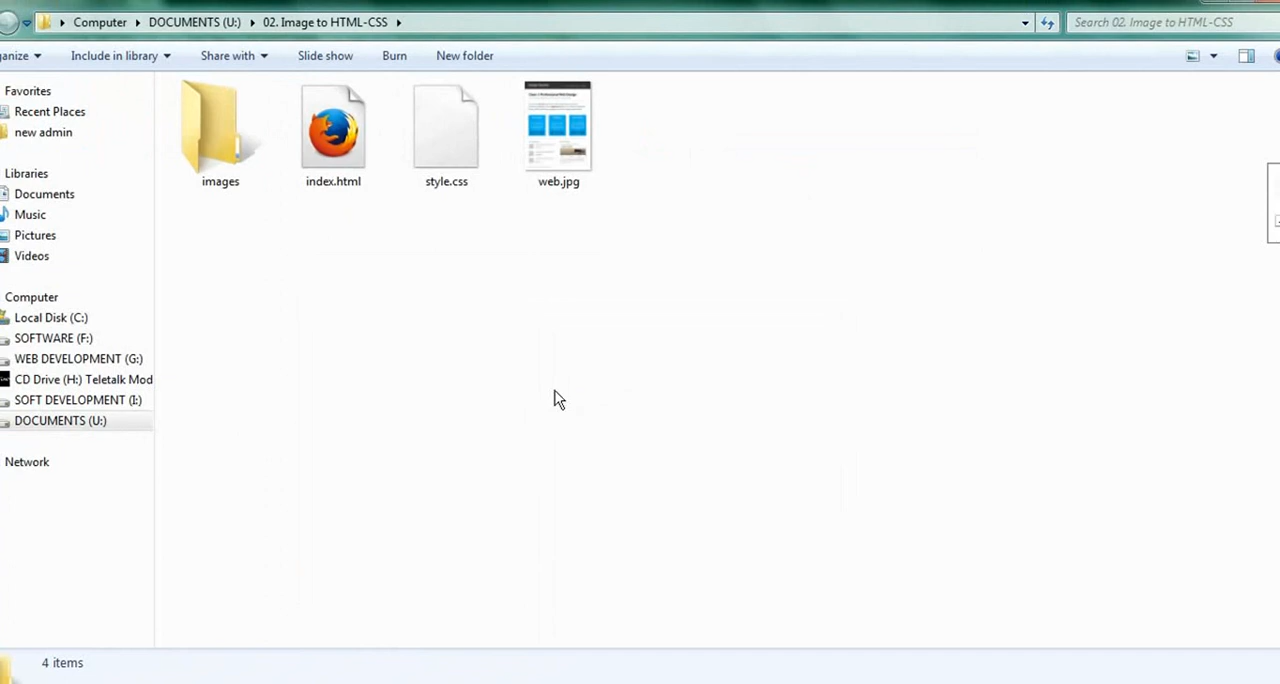 Computer DOCUMENTS (U:) 02. Image to HTML-CSS
Search 02. Image to HTML-CSS
anize Include in library Share with Slide show Burn New folder
Favorites
Recent Places
new admin
Libraries
Documents
Music
Pictures
Videos
Computer
Local Disk (C:)
SOFTWARE (F:)
WEB DEVELOPMENT (G:)
CD Drive (H:) Teletalk Mod
SOFT DEVELOPMENT (I:)
DOCUMENTS (U:)
Network
images
index.html
style.css
web.jpg
4 items